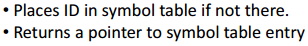 • Places ID in symbol table if not there.
• Returns a pointer to symbol table entry